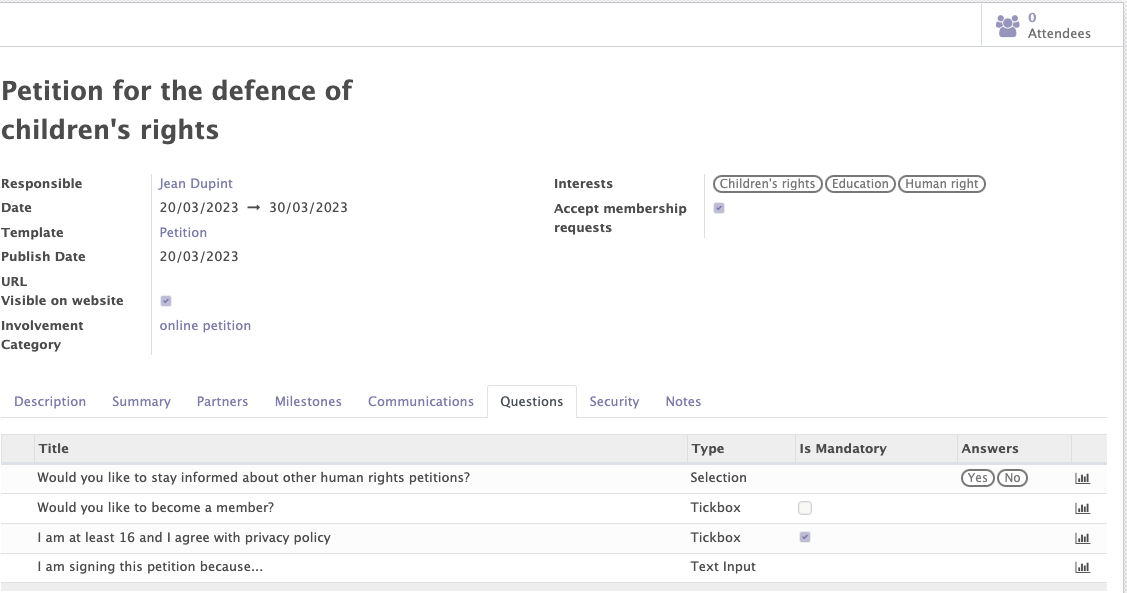 0
Attendees
Petition for the defence of
children's rights
Responsible Jean Dupint
Date 20/03/2023 → 30/03/2023
Template Petition
Publish Date 20/03/2023
URL
Visible on website
Involvement online petition
Category
Interests Children's rights Education Human right
Accept membership
requests
Description Summary Partners Milestones Communications Questions Security Notes
Title Type Is Mandatory Answers
Would you like to stay informed about other human rights petitions? Selection Yes No
Would you like to become a member? Tickbox
I am at least 16 and I agree with privacy policy Tickbox
I am signing this petition because... Text Input